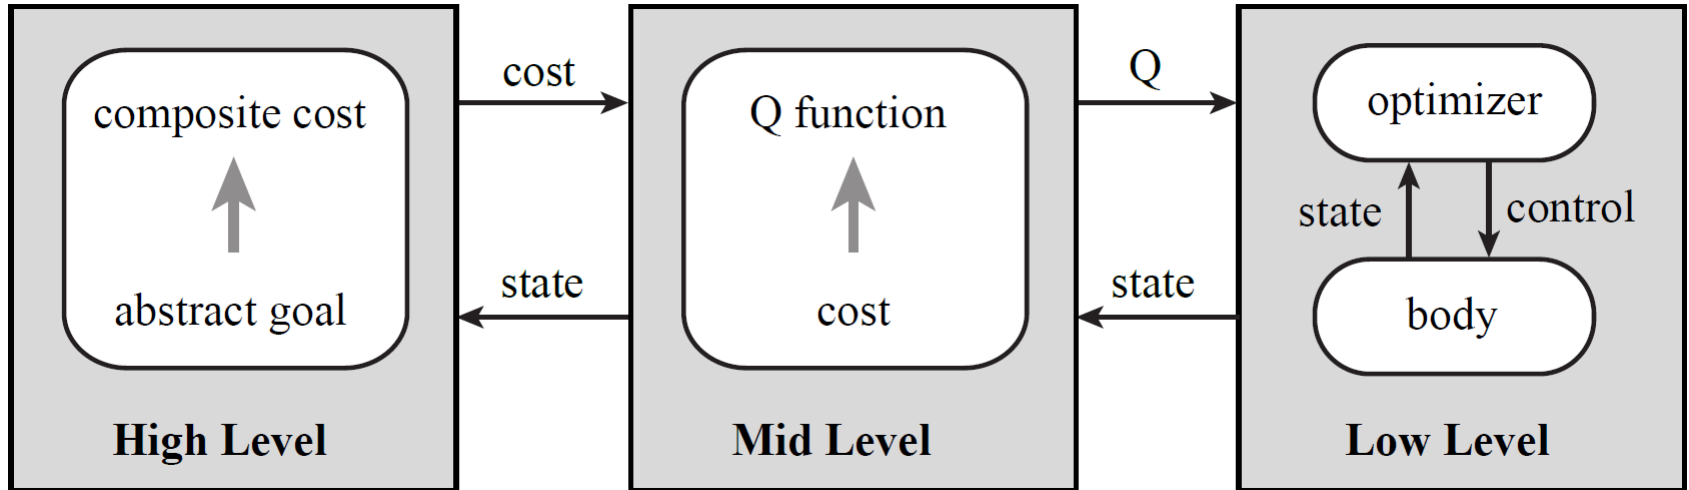 composite cost
abstract goal
High Level
cost
state
Q function
cost
Mid Level
Q
state
optimizer
state
control
body
Low Level